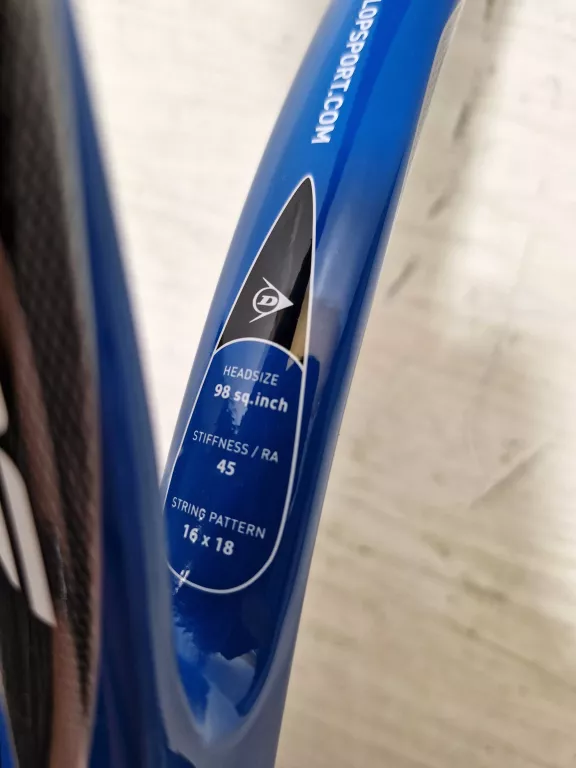 LOPSPORT.COM
D
HEADSIZE
98 sq.inch
STIFFNESS / RA
45
STRING PATTERN
16 x 18